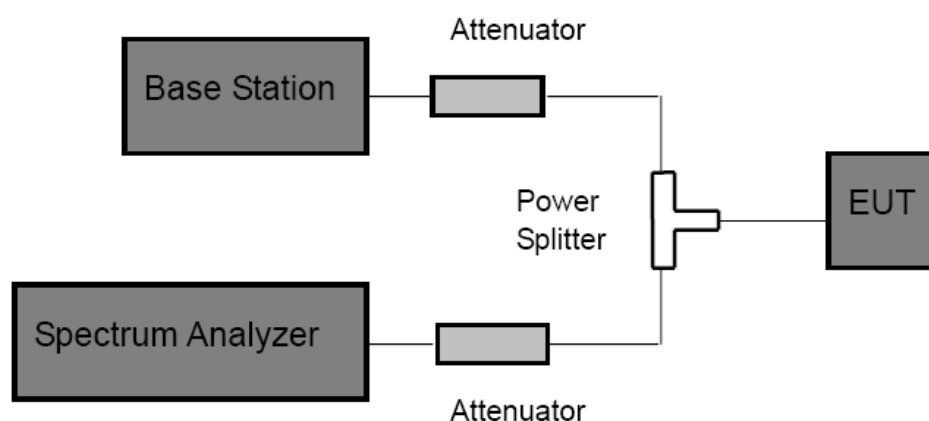 Attenuator
Base Station
Power
Splitter
EUT
Spectrum Analyzer
Attenuator